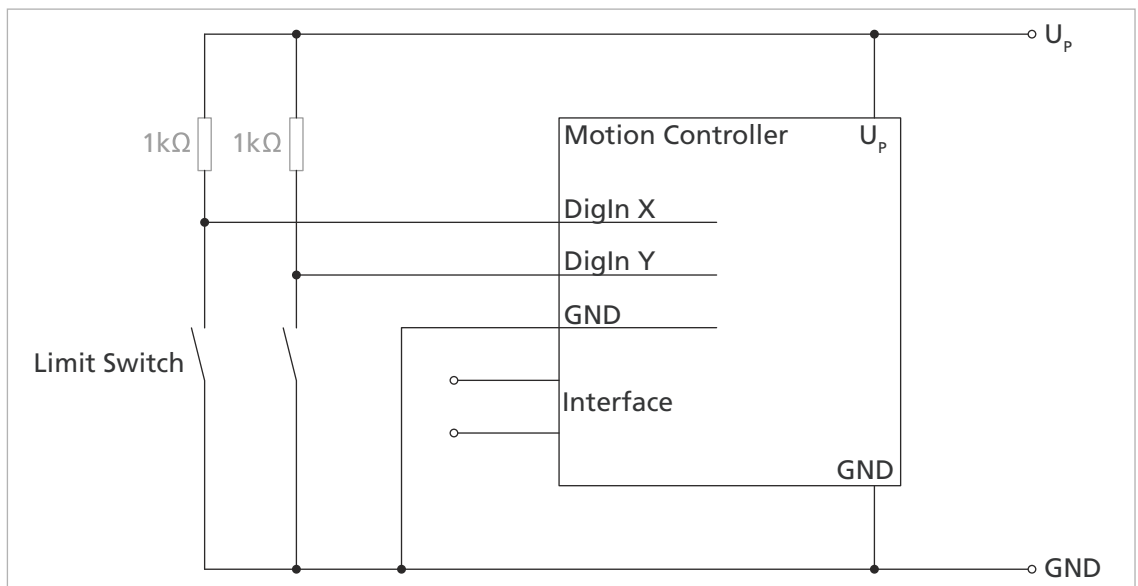 U_P
1kΩ 1kΩ
Motion Controller U_P
DigIn X
DigIn Y
GND
Limit Switch
Interface
GND
GND